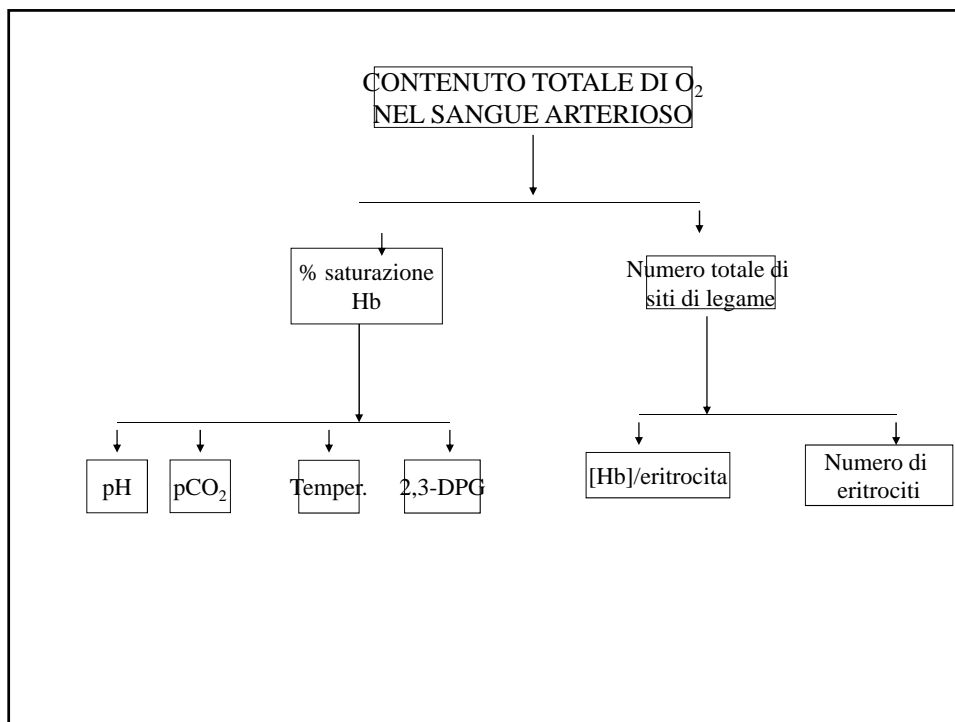 CONTENUTO TOTALE DI O₂
NEL SANGUE ARTERIOSO
% saturazione
Hb
Numero totale di
siti di legame
pH
pCO₂
Temper.
2,3-DPG
[Hb]/eritrocita
Numero di
eritrociti